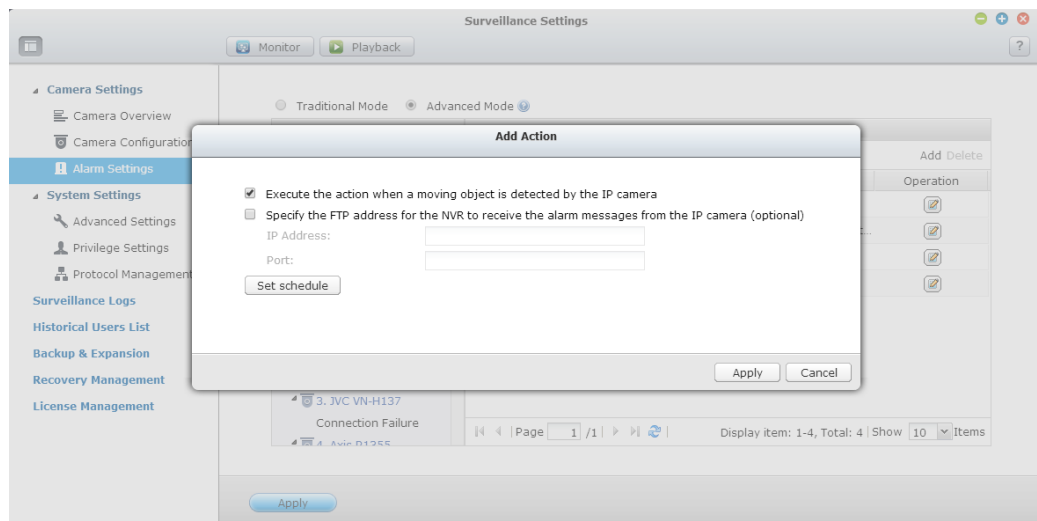 Surveillance Settings
Monitor
Playback
?
Camera Settings
Camera Overview
Camera Configuration
Alarm Settings
System Settings
Advanced Settings
Privilege Settings
Protocol Management
Surveillance Logs
Historical Users List
Backup & Expansion
Recovery Management
License Management
Traditional Mode Advanced Mode
Add Action
Execute the action when a moving object is detected by the IP camera
Specify the FTP address for the NVR to receive the alarm messages from the IP camera (optional)
IP Address:
Port:
Set schedule
Apply Cancel
Add Delete
Operation
3. JVC VN-H137
Connection Failure
4. Axis P1355
Page 1 /1
Display item: 1-4, Total: 4 | Show 10 Items
Apply